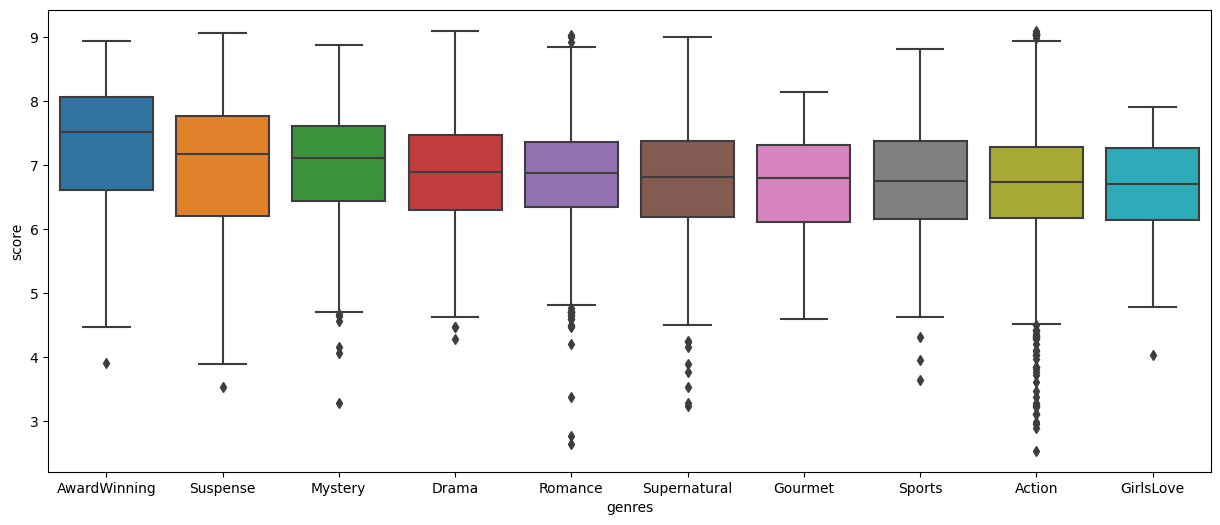 score
9
8
7
6
5
4
3
AwardWinning Suspense Mystery Drama Romance Supernatural Gourmet Sports Action GirlsLove
genres